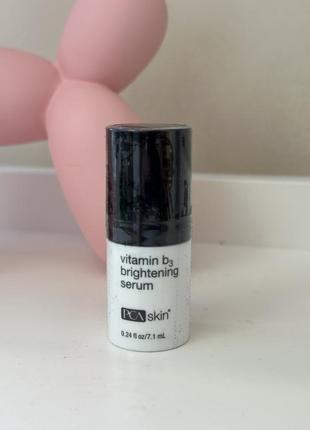 vitamin b₃
brightening
serum
PCA skin®
0.24 fl oz/7.1 mL